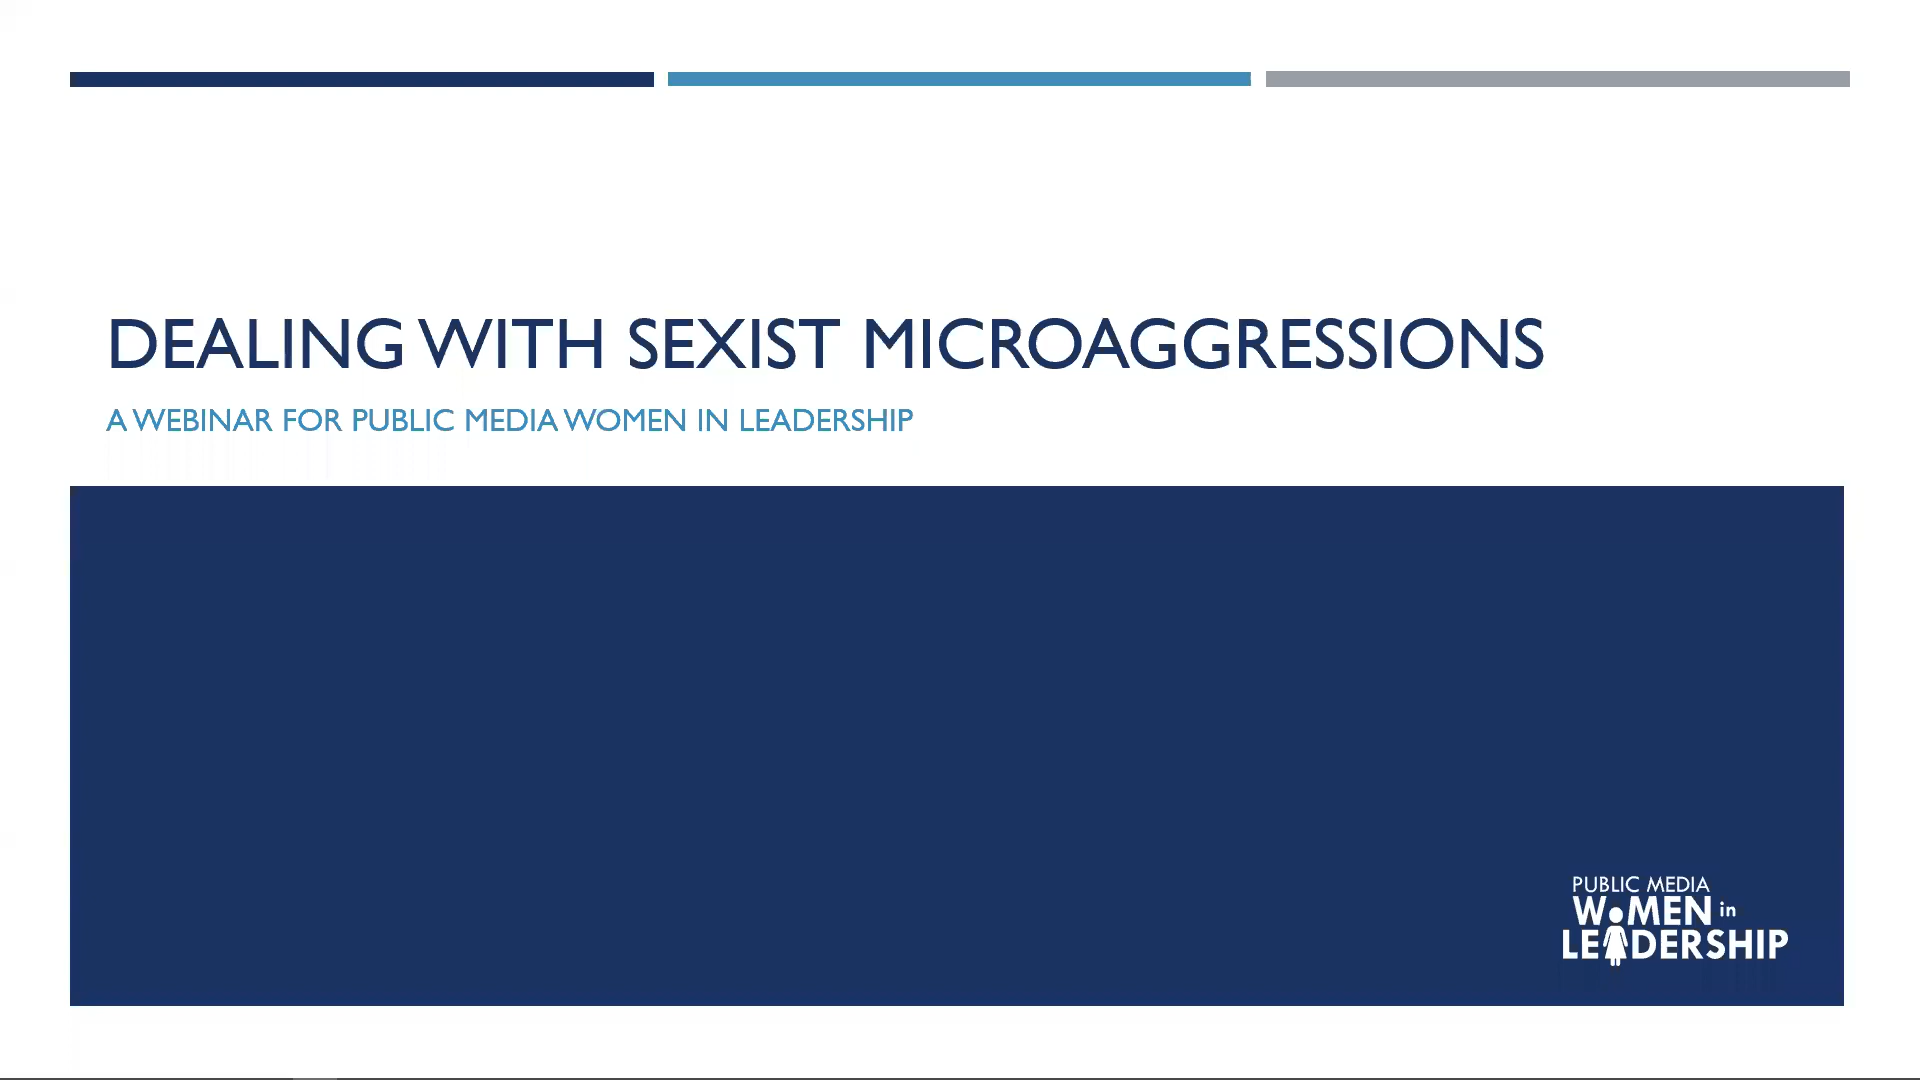 DEALING WITH SEXIST MICROAGGRESSIONS
A WEBINAR FOR PUBLIC MEDIA WOMEN IN LEADERSHIP
PUBLIC MEDIA
WOMEN in
LEADERSHIP